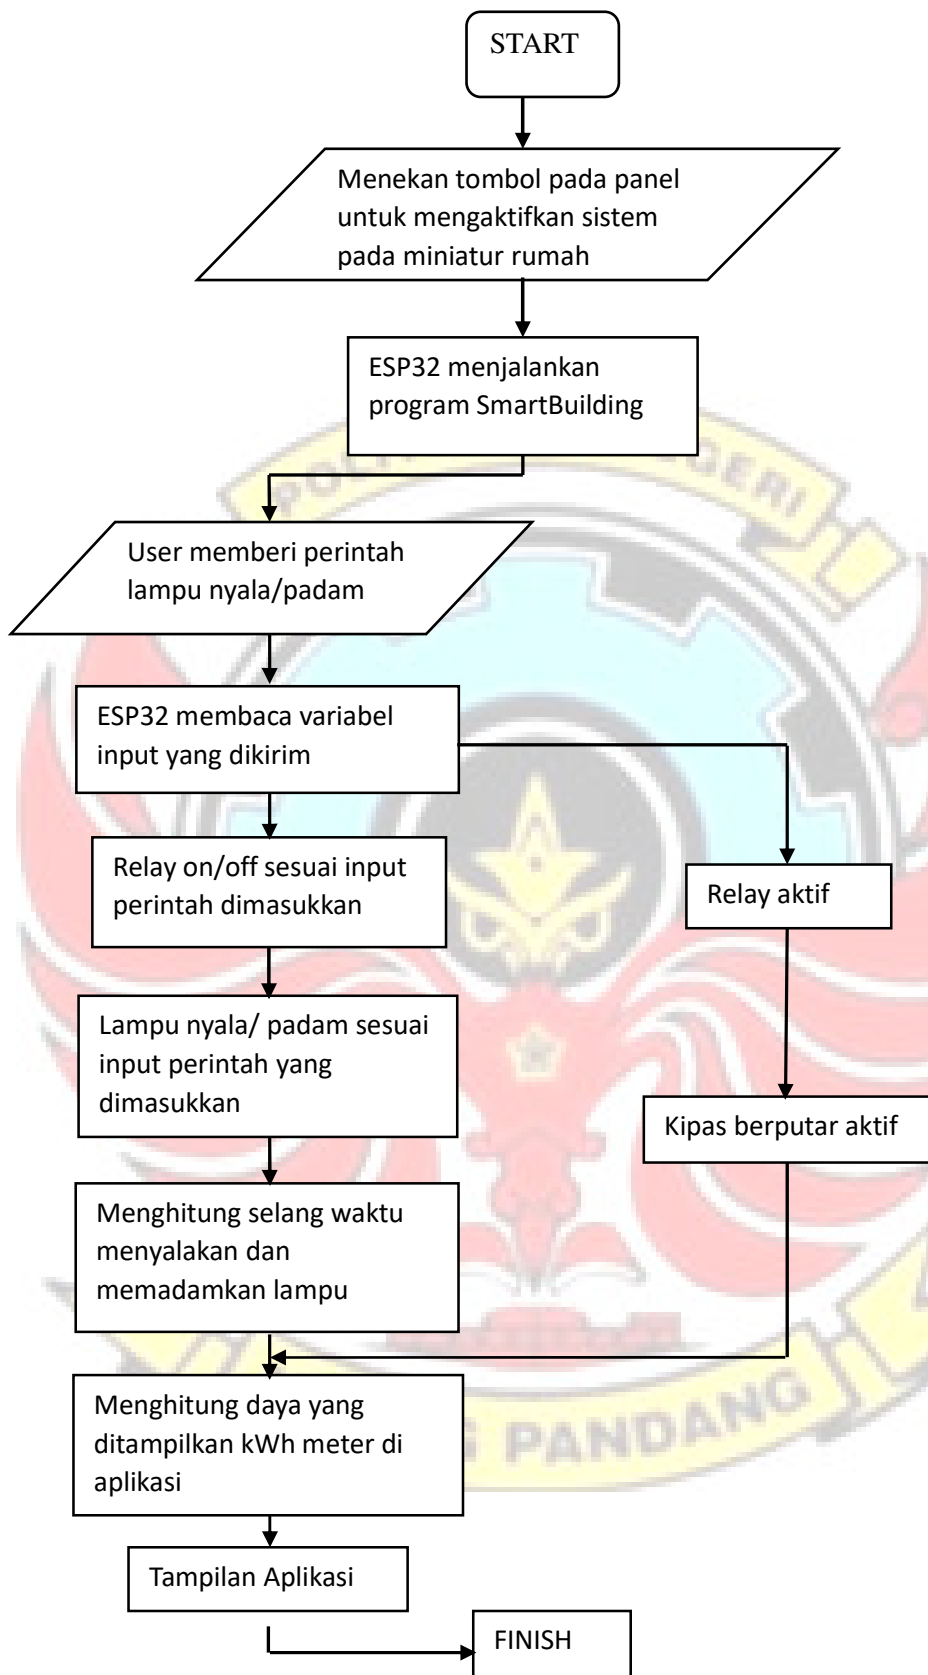 START
Menekan tombol pada panel
untuk mengaktifkan sistem
pada miniatur rumah
ESP32 menjalankan
program SmartBuilding
User memberi perintah
lampu nyala/padam
ESP32 membaca variabel
input yang dikirim
Relay on/off sesuai input
perintah dimasukkan
Relay aktif
Lampu nyala/ padam sesuai
input perintah yang
dimasukkan
Kipas berputar aktif
Menghitung selang waktu
menyalakan dan
memadamkan lampu
Menghitung daya yang
ditampilkan kWh meter di
aplikasi
PANDANG
Tampilan Aplikasi
FINISH